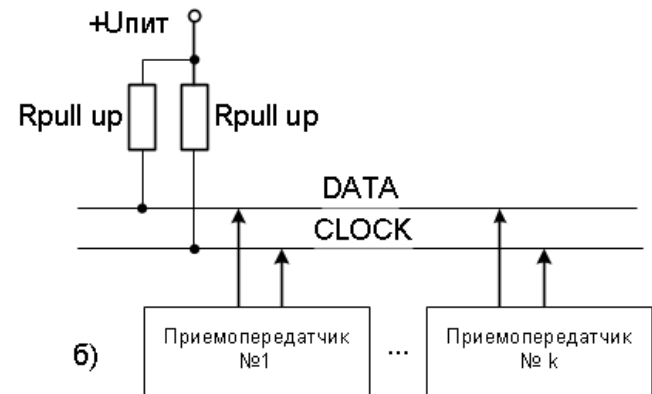 +Uпит
Rpull up
Rpull up
DATA
CLOCK
б)
Приемопередатчик
№1
...
Приемопередатчик
№ k